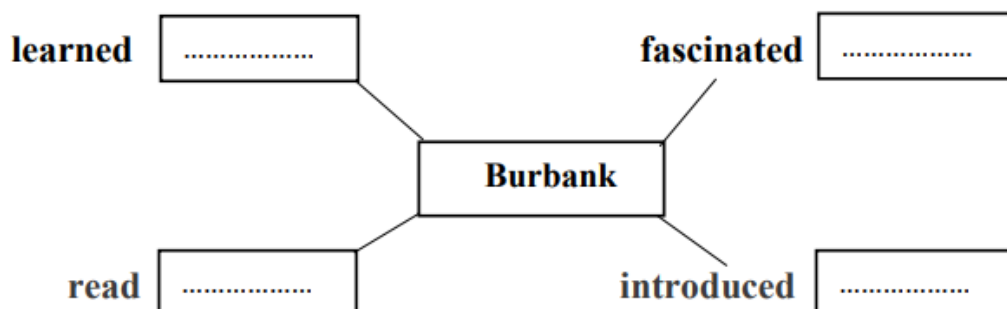 learned ………………
fascinated ………………
Burbank
read ………………
introduced ………………